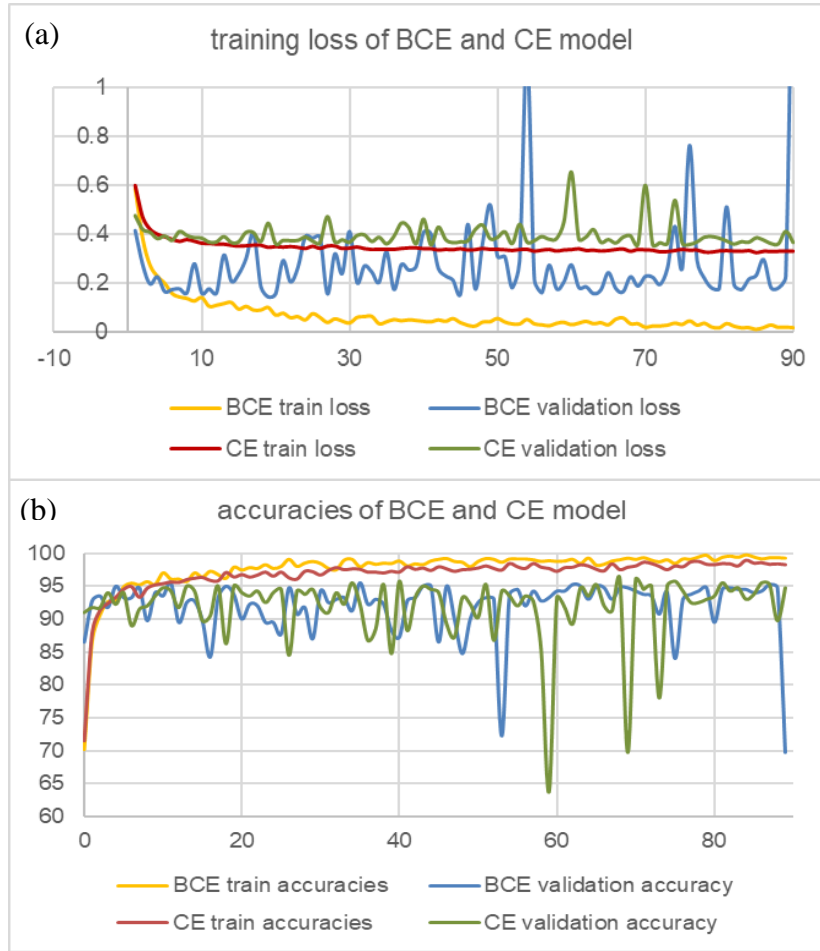 (a)
training loss of BCE and CE model
1
0.8
0.6
0.4
0.2
0
-10 10 30 50 70 90
BCE train loss BCE validation loss
CE train loss CE validation loss
(b)
accuracies of BCE and CE model
100
95
90
85
80
75
70
65
60
0 20 40 60 80
BCE train accuracies BCE validation accuracy
CE train accuracies CE validation accuracy